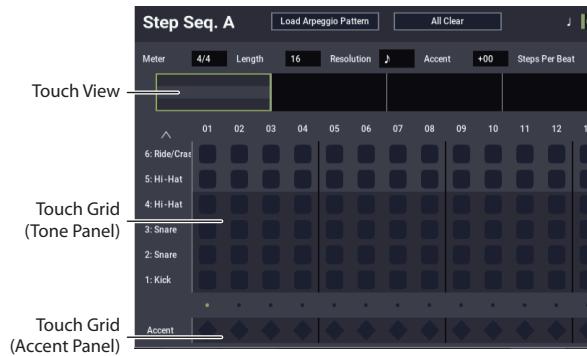 Step Seq. A
Load Arpeggio Pattern
All Clear
♩
Meter 4/4 Length 16 Resolution ♪ Accent +00 Steps Per Beat
Touch View
01 02 03 04 05 06 07 08 09 10 11 12
6: Ride/Cras
5: Hi-Hat
4: Hi-Hat
Touch Grid
(Tone Panel)
3: Snare
2: Snare
1: Kick
Touch Grid
(Accent Panel)
Accent